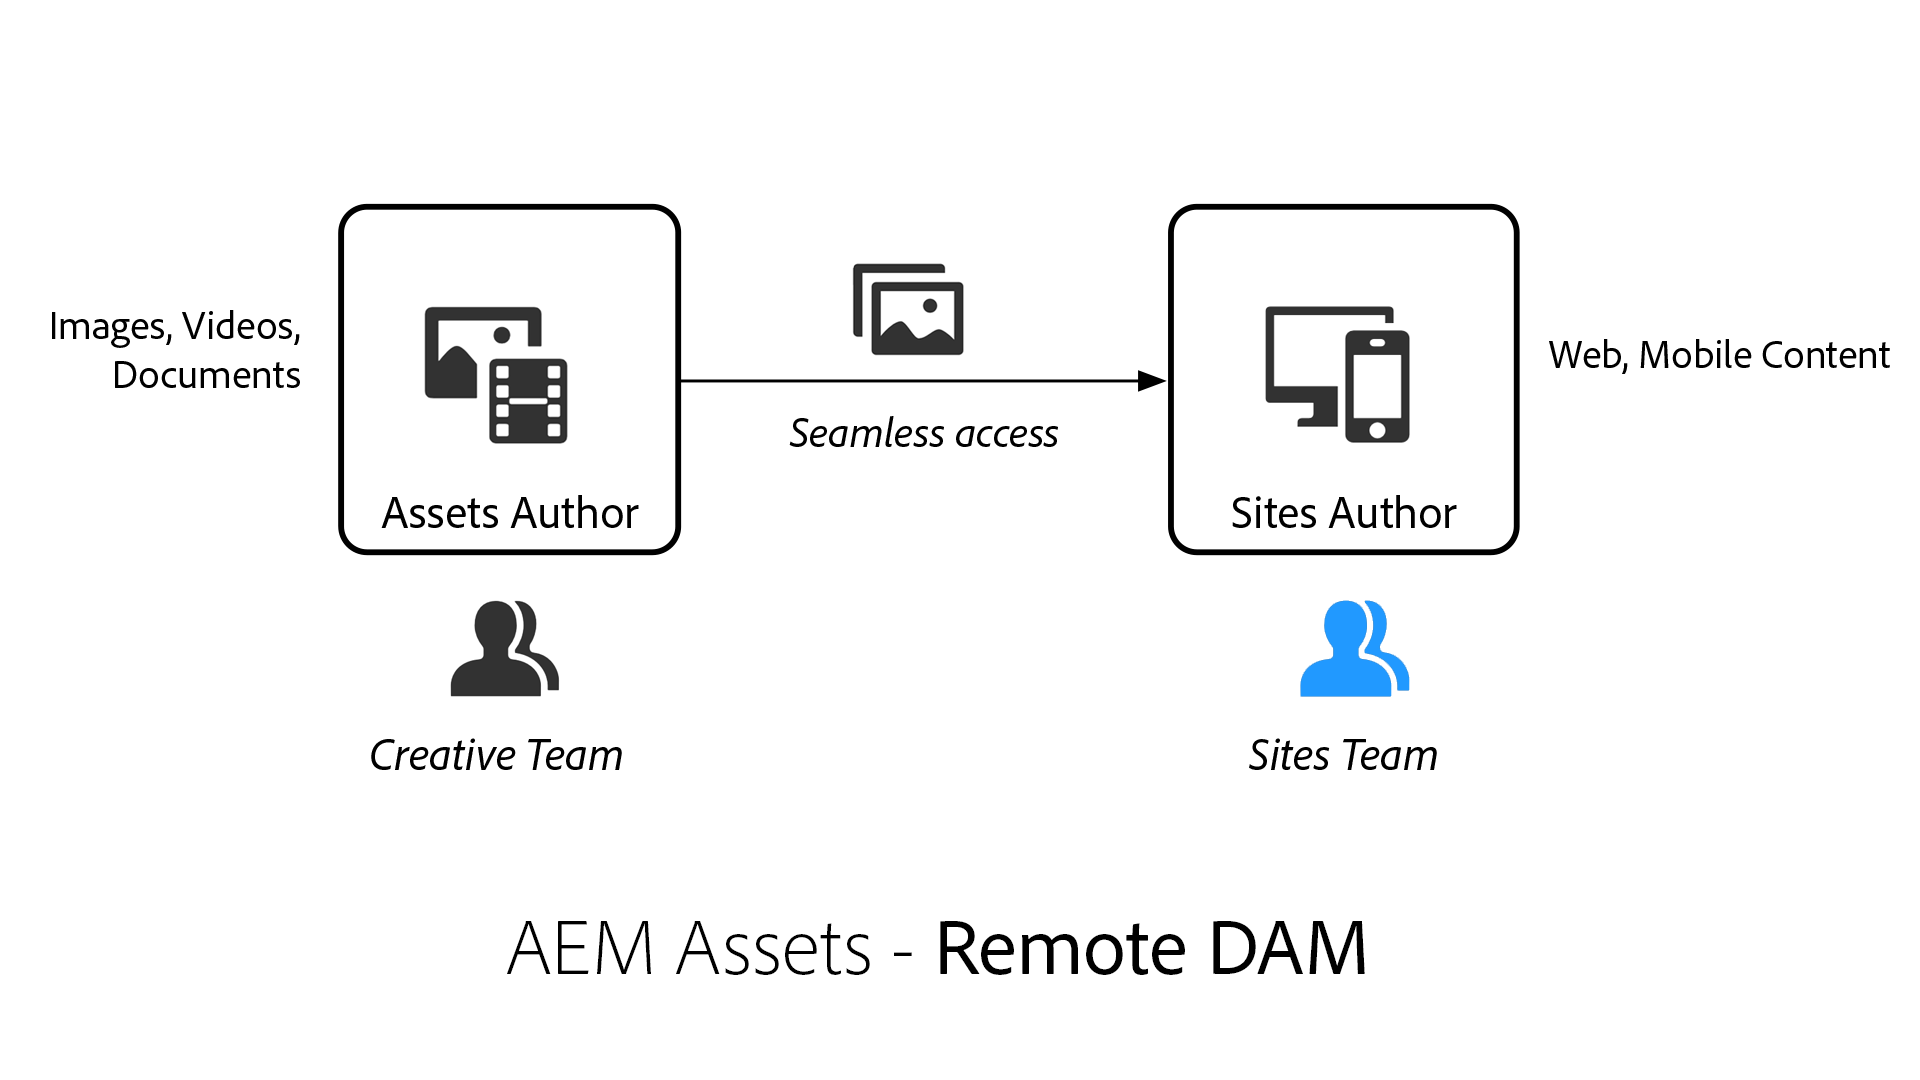 Images, Videos,
Documents
Assets Author
Seamless access
Sites Author
Web, Mobile Content
Creative Team
Sites Team
AEM Assets - Remote DAM